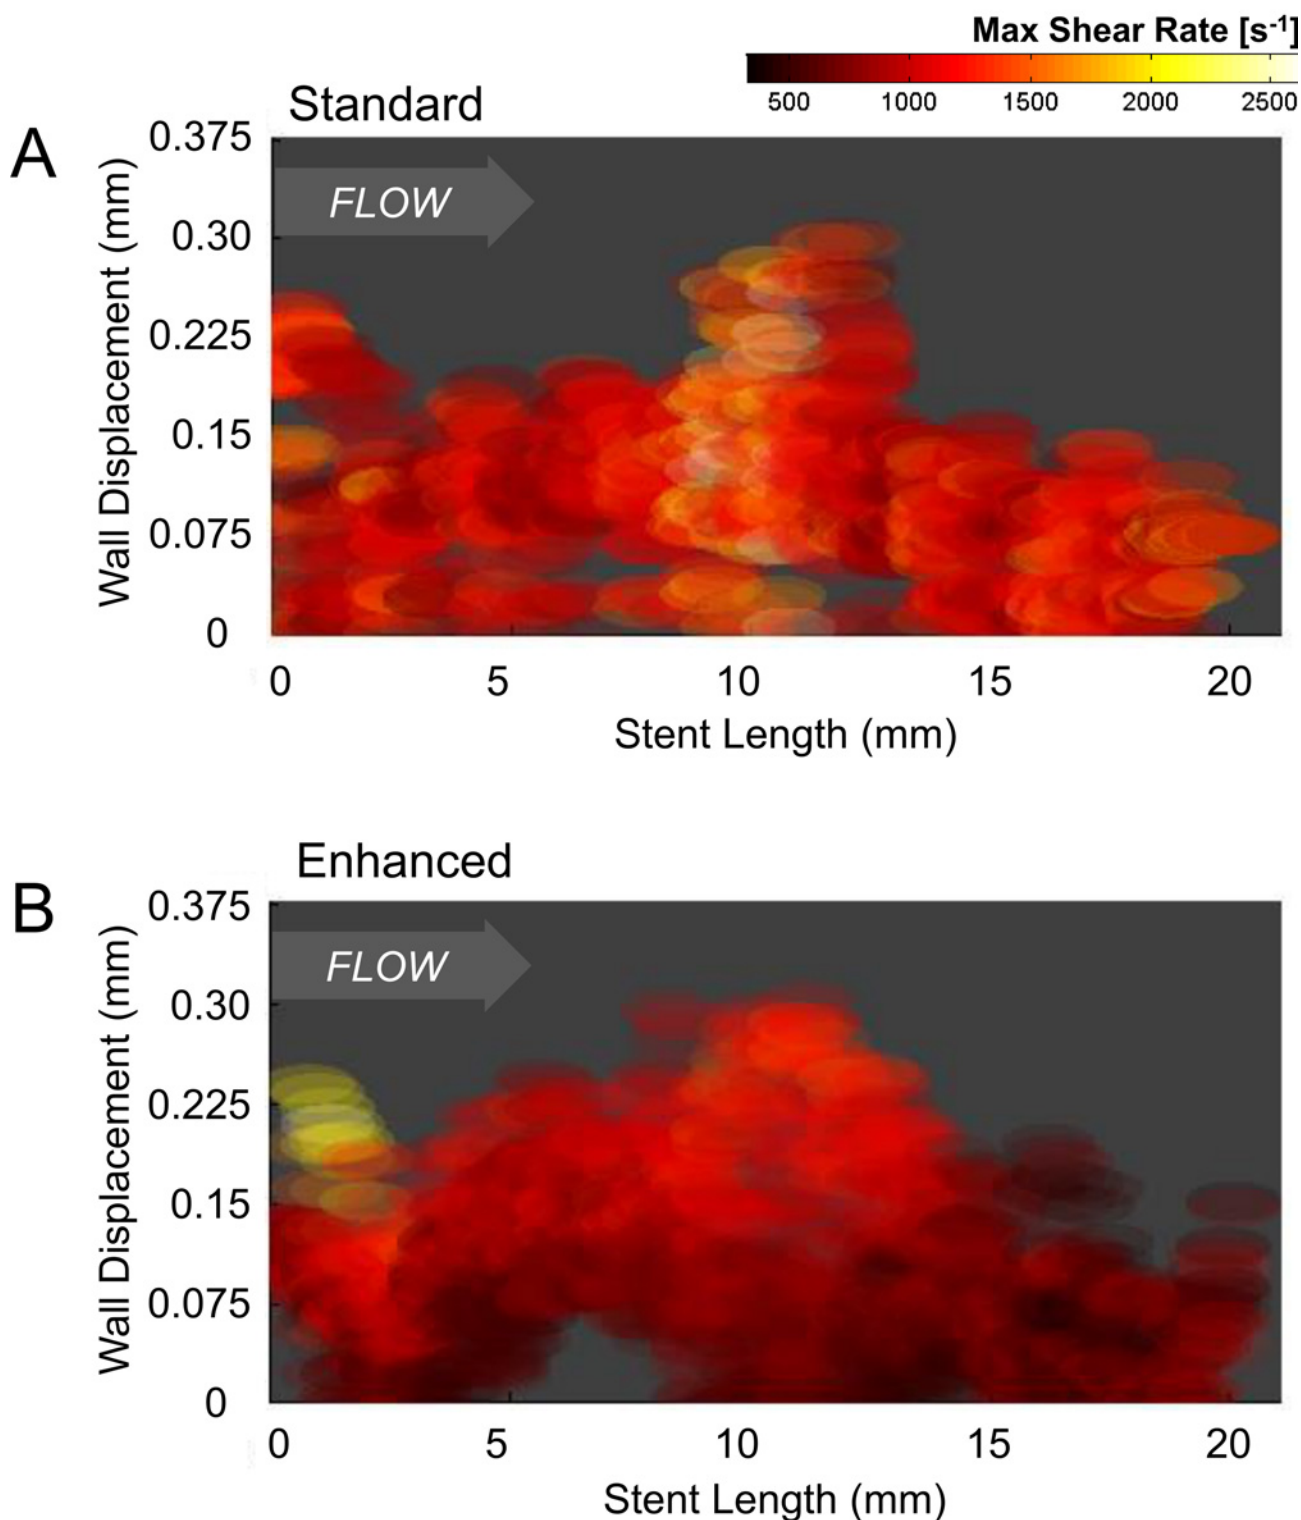 Max Shear Rate [s-1]
500 1000 1500 2000 2500
Standard
A
0.375
FLOW
0.30
0.225
0.15
0.075
0
Wall Displacement (mm)
0 5 10 15 20
Stent Length (mm)
Enhanced
B
0.375
FLOW
0.30
0.225
0.15
0.075
0
Wall Displacement (mm)
0 5 10 15 20
Stent Length (mm)